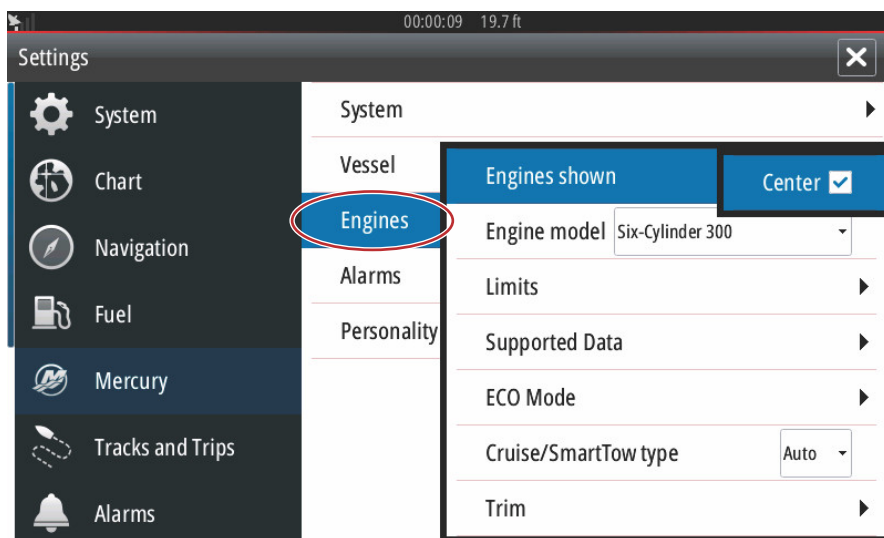 00:00:09 19.7 ft
Settings
System
Chart
Navigation
Fuel
Mercury
Tracks and Trips
Alarms
System
Vessel
Engines
Alarms
Personality
Engines shown
Center
Engine model Six-Cylinder 300
Limits
Supported Data
ECO Mode
Cruise/SmartTow type Auto
Trim